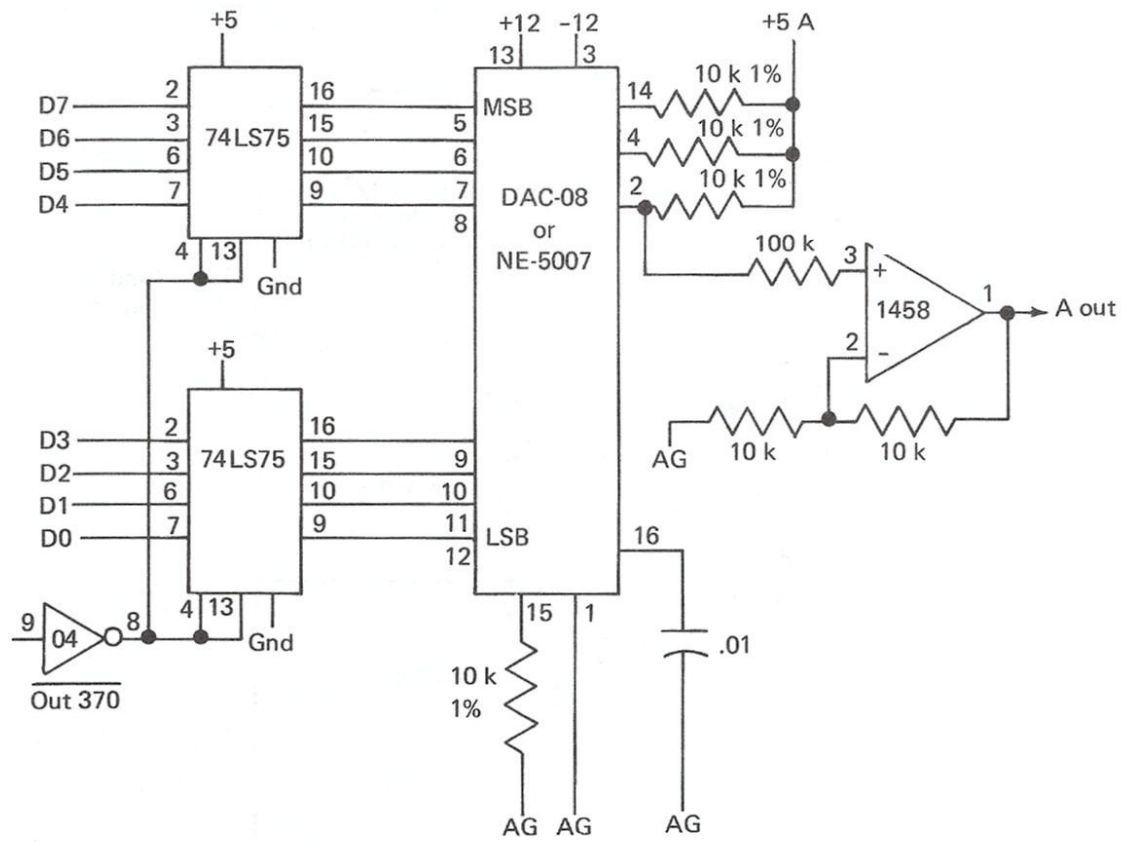 +5
+12
-12
+5 A
13
3
D7
D6
D5
D4
2
3
6
7
74LS75
16
15
10
9
4
13
Gnd
MSB
5
6
7
8
DAC-08
or
NE-5007
14
10 k 1%
4
10 k 1%
2
10 k 1%
100 k
3
+
1458
1
A out
2
-
AG
10 k
10 k
+5
D3
D2
D1
D0
2
3
6
7
74LS75
16
15
10
9
9
10
11
12
LSB
4
13
Gnd
9
04
8
Out 370
15
1
16
10 k
1%
.01
AG
AG
AG